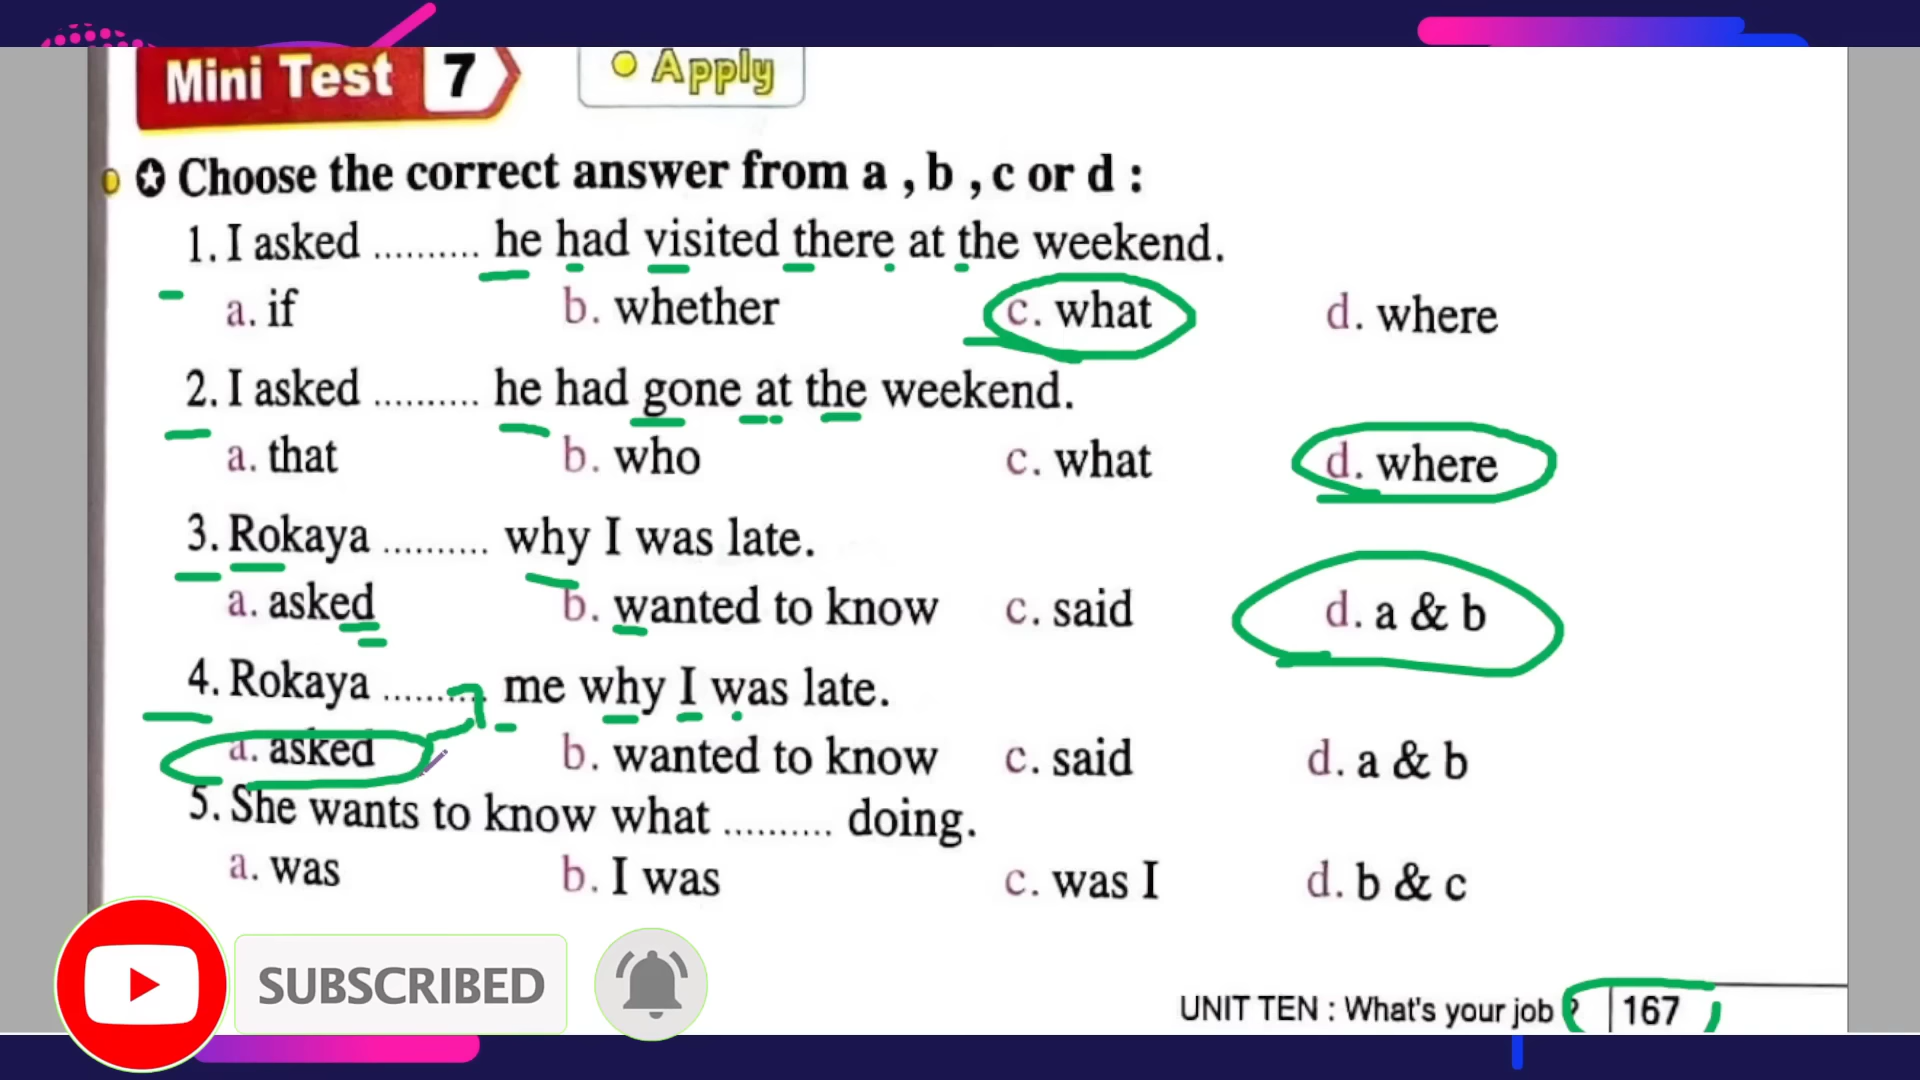 Mini Test 7
Apply
Choose the correct answer from a , b , c or d :
1. I asked .......... he had visited there at the weekend.
a. if b. whether c. what d. where
2. I asked .......... he had gone at the weekend.
a. that b. who c. what d. where
3. Rokaya .......... why I was late.
a. asked b. wanted to know c. said d. a & b
4. Rokaya .......... me why I was late.
a. asked b. wanted to know c. said d. a & b
5. She wants to know what .......... doing.
a. was b. I was c. was I d. b & c
SUBSCRIBED
UNIT TEN : What's your job ? 167